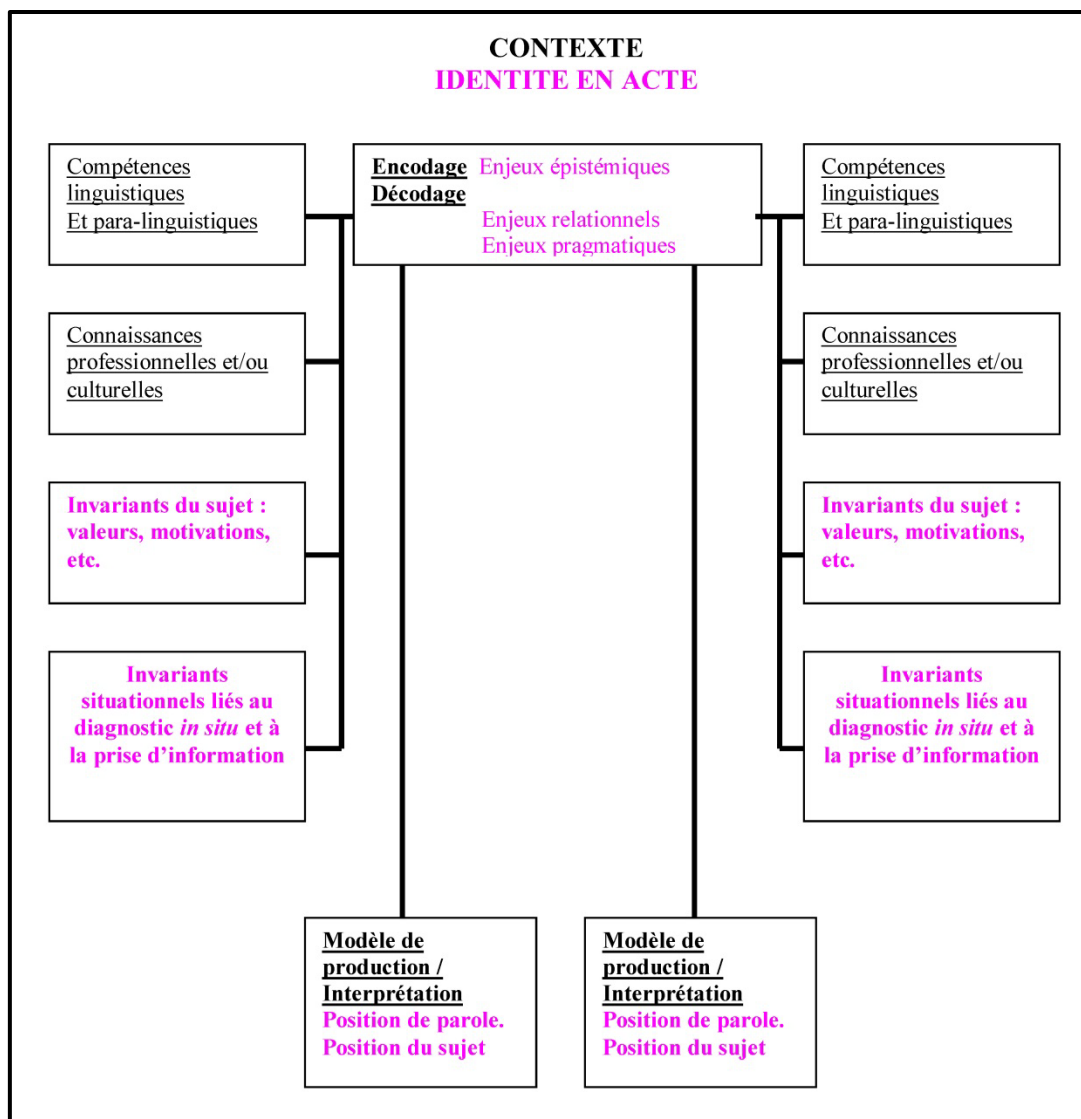 CONTEXTE
IDENTITE EN ACTE
Compétences
linguistiques
Et para-linguistiques
Encodage Enjeux épistémiques
Décodage
Enjeux relationnels
Enjeux pragmatiques
Compétences
linguistiques
Et para-linguistiques
Connaissances
professionnelles et/ou
culturelles
Connaissances
professionnelles et/ou
culturelles
Invariants du sujet :
valeurs, motivations,
etc.
Invariants du sujet :
valeurs, motivations,
etc.
Invariants
situationnels liés au
diagnostic in situ et à
la prise d’information
Invariants
situationnels liés au
diagnostic in situ et à
la prise d’information
Modèle de
production /
Interprétation
Position de parole.
Position du sujet
Modèle de
production /
Interprétation
Position de parole.
Position du sujet